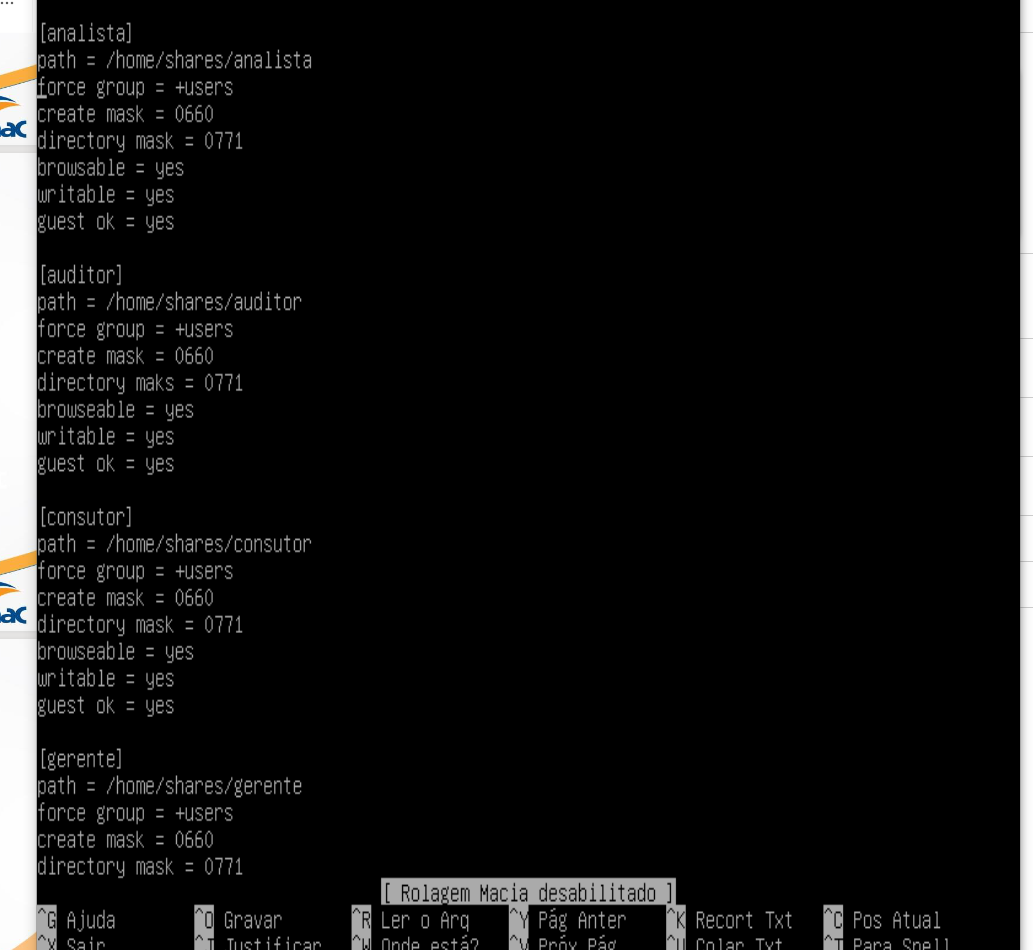 ...
[analista]
path = /home/shares/analista
force group = +users
create mask = 0660
directory mask = 0771
browsable = yes
writable = yes
guest ok = yes
[auditor]
path = /home/shares/auditor
force group = +users
create mask = 0660
directory maks = 0771
browseable = yes
writable = yes
guest ok = yes
[consutor]
path = /home/shares/consutor
force group = +users
create mask = 0660
directory mask = 0771
browseable = yes
writable = yes
guest ok = yes
[gerente]
path = /home/shares/gerente
force group = +users
create mask = 0660
directory mask = 0771
[ Rolagem Macia desabilitado ]
^G Ajuda ^O Gravar ^R Ler o Arq ^Y Pág Anter ^K Recort Txt ^C Pos Atual
^X Sair ^J Justificar ^W Onde está? ^V Próx Pág ^U Colar Txt ^T Para Spell